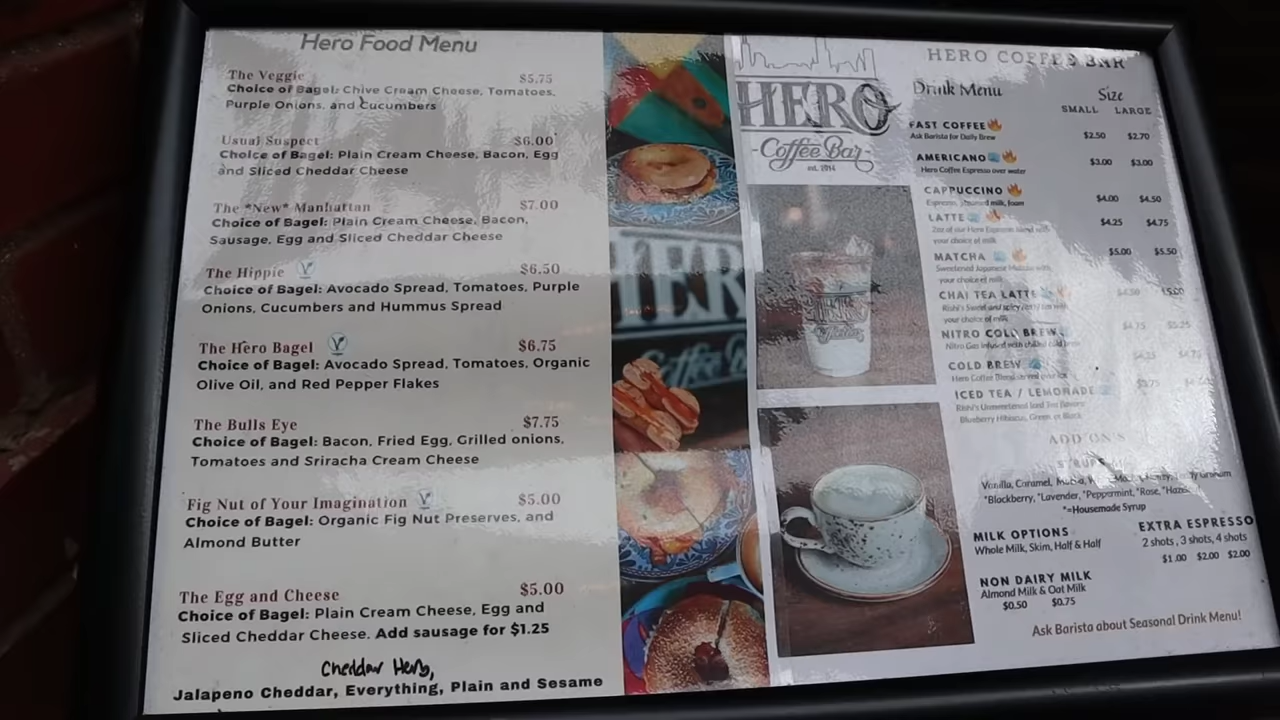 Hero Food Menu
The Veggie $5.75
Choice of Bagel: Chive Cream Cheese, Tomatoes,
Purple Onions, and Cucumbers
Usual Suspect $6.00
Choice of Bagel: Plain Cream Cheese, Bacon, Egg
and Sliced Cheddar Cheese
The *New* Manhattan $7.00
Choice of Bagel: Plain Cream Cheese, Bacon,
Sausage, Egg and Sliced Cheddar Cheese
The Hippie $6.50
Choice of Bagel: Avocado Spread, Tomatoes, Purple
Onions, Cucumbers and Hummus Spread
The Hero Bagel $6.75
Choice of Bagel: Avocado Spread, Tomatoes, Organic
Olive Oil, and Red Pepper Flakes
The Bulls Eye $7.75
Choice of Bagel: Bacon, Fried Egg, Grilled onions,
Tomatoes and Sriracha Cream Cheese
Fig Nut of Your Imagination $5.00
Choice of Bagel: Organic Fig Nut Preserves, and
Almond Butter
The Egg and Cheese $5.00
Choice of Bagel: Plain Cream Cheese, Egg and
Sliced Cheddar Cheese. Add sausage for $1.25
Cheddar Herb,
Jalapeno Cheddar, Everything, Plain and Sesame
HERO
Coffee
HERO
-Coffee Bar-
est. 2014
HERO
Coffee
HERO COFFEE BAR
Drink Menu Size
SMALL LARGE
FAST COFFEE $2.50 $2.70
Ask Barista for Daily Brew
AMERICANO $3.00 $3.00
Hero Coffee Espresso over water
CAPPUCCINO $4.00 $4.50
Espresso, steamed milk, foam
LATTE $4.25 $4.75
2oz of our Hero Espresso blend with
your choice of milk
MATCHA $5.00 $5.50
Sweetened Japanese Matcha with
your choice of milk
CHAI TEA LATTE $4.50 $5.00
Rishi's Sweet and spicy with
your choice of milk
NITRO COLD BREW $4.75 $5.25
Nitro Gas infused with chilled cold brew
COLD BREW $4.25 $4.75
Hero Coffee Blend served over ice
ICED TEA / LEMONADE $3.75
Rishi's Unsweetened Iced Tea flavors:
Blueberry Hibiscus, Green, or Black
ADD ON'S
SYRUPS
Vanilla, Caramel, Mocha, Honey, Graham
*Blackberry, *Lavender, *Peppermint, *Rose, *Hazel
*=Housemade Syrup
MILK OPTIONS
Whole Milk, Skim, Half & Half
EXTRA ESPRESSO
2 shots, 3 shots, 4 shots
$1.00 $2.00 $2.00
NON DAIRY MILK
Almond Milk & Oat Milk
$0.50 $0.75
Ask Barista about Seasonal Drink Menu!